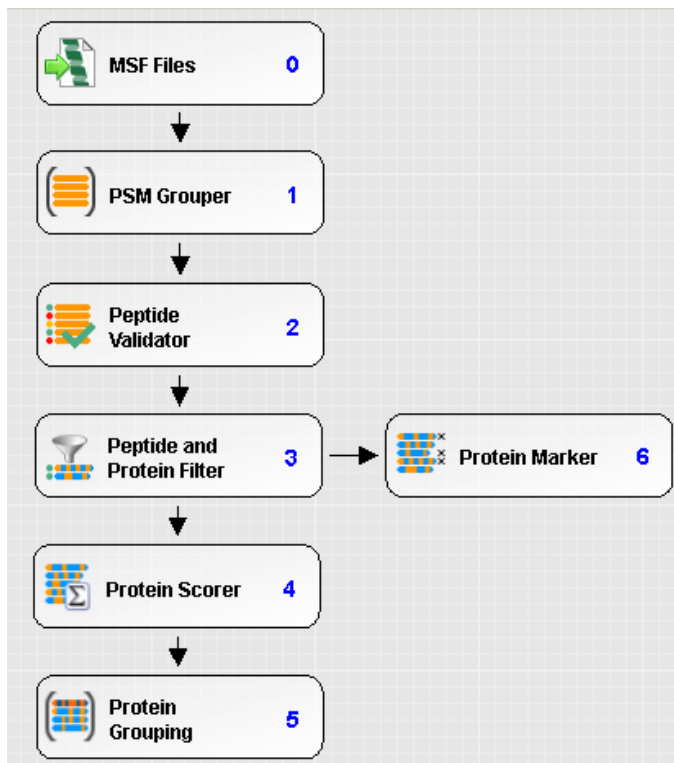 MSF Files 0
PSM Grouper 1
Peptide
Validator 2
Peptide and
Protein Filter 3
Protein Marker 6
Protein Scorer 4
Protein
Grouping 5